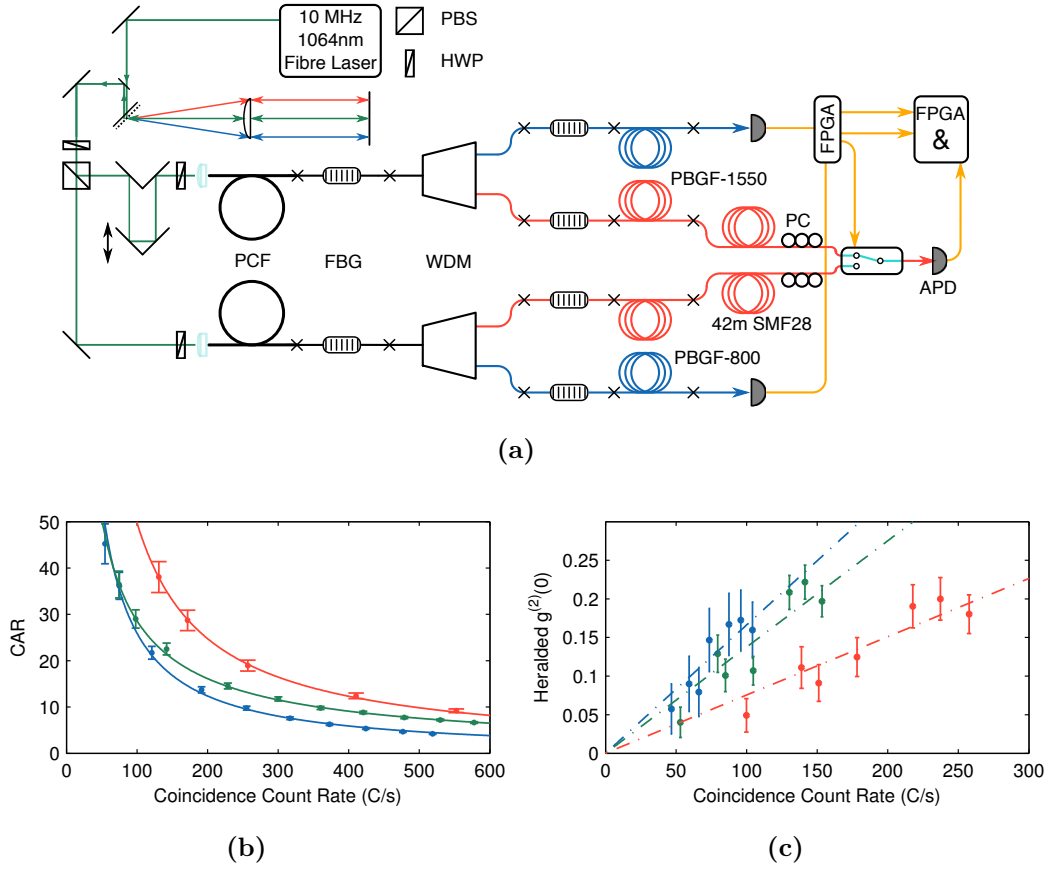 10 MHz
1064nm
Fibre Laser
PBS
HWP
FPGA
FPGA
&
PBGF-1550
PC
PCF
FBG
WDM
APD
42m SMF28
PBGF-800
(a)
50
40
30
20
10
0
CAR
0 100 200 300 400 500 600
Coincidence Count Rate (C/s)
(b)
0.25
0.2
0.15
0.1
0.05
0
Heralded g(2)(0)
0 50 100 150 200 250 300
Coincidence Count Rate (C/s)
(c)